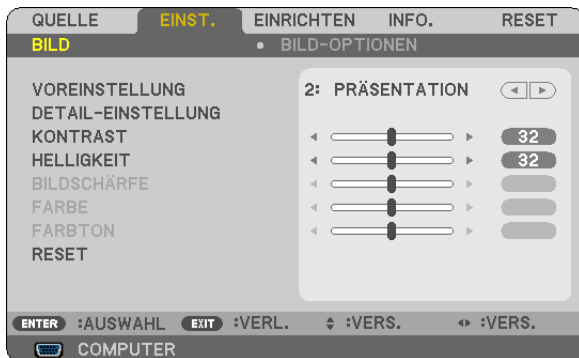 QUELLE EINST. EINRICHTEN INFO. RESET
BILD • BILD-OPTIONEN
VOREINSTELLUNG 2: PRÄSENTATION
DETAIL-EINSTELLUNG
KONTRAST 32
HELLIGKEIT 32
BILDSCHÄRFE
FARBE
FARBTON
RESET
ENTER :AUSWAHL EXIT :VERL. :VERS. :VERS.
COMPUTER